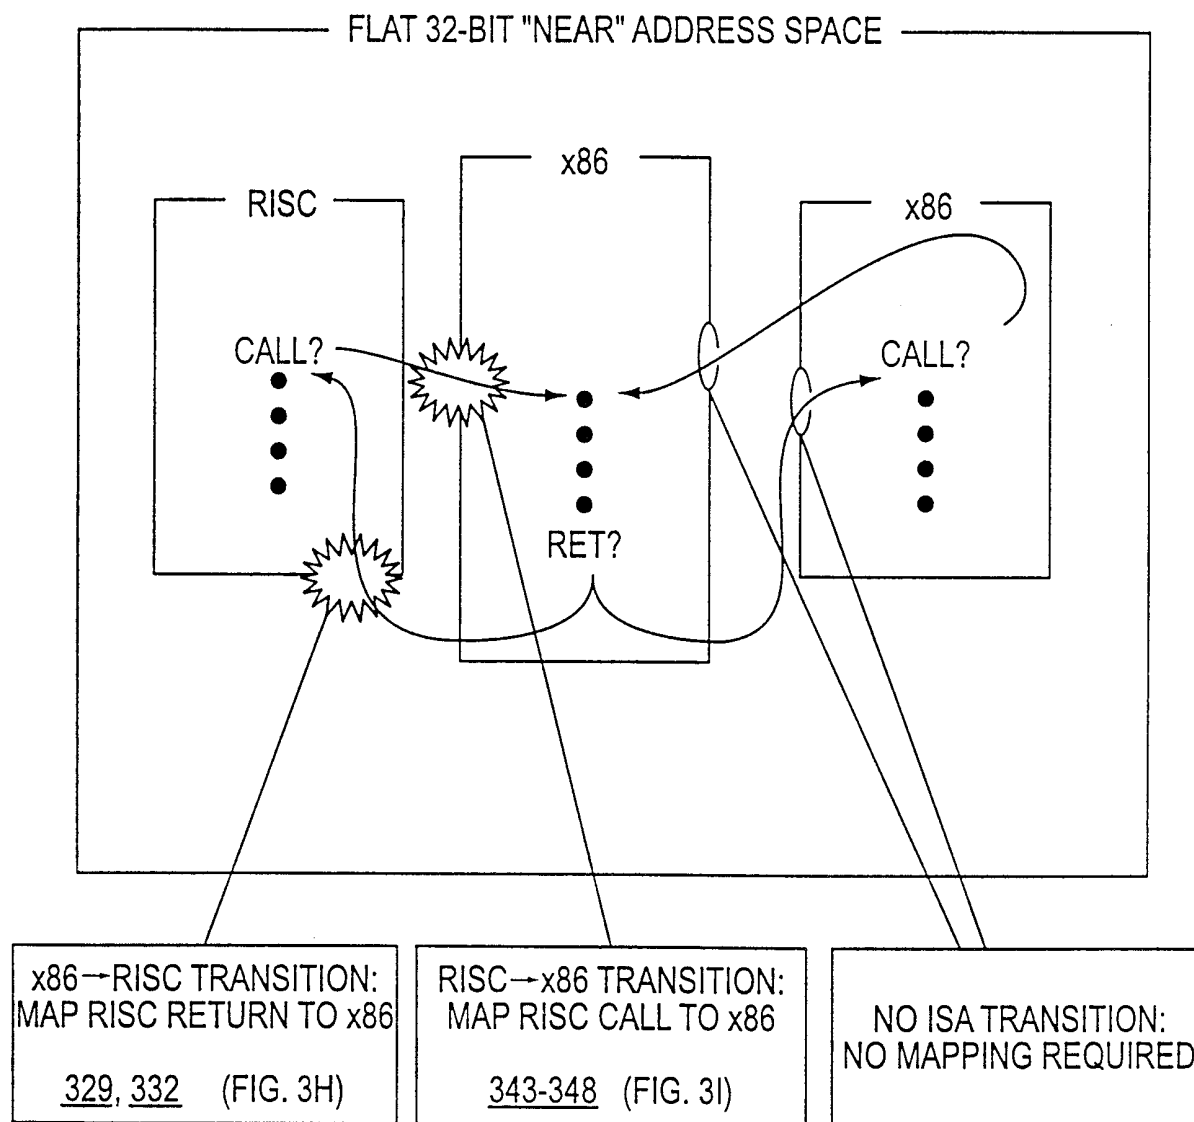 FLAT 32-BIT "NEAR" ADDRESS SPACE
x86
RISC
x86
CALL?
CALL?
RET?
x86→RISC TRANSITION:
MAP RISC RETURN TO x86
329, 332 (FIG. 3H)
RISC→x86 TRANSITION:
MAP RISC CALL TO x86
343-348 (FIG. 3I)
NO ISA TRANSITION:
NO MAPPING REQUIRED